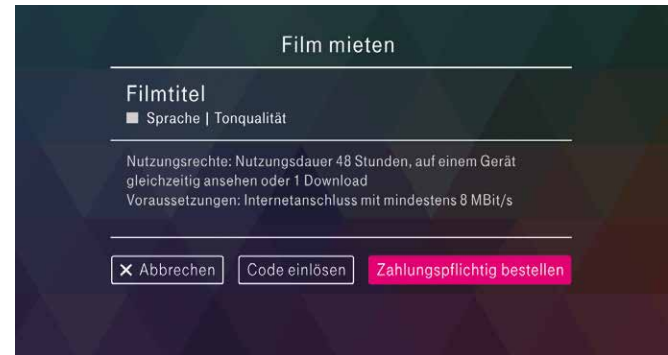 Film mieten
Filmtitel
Sprache | Tonqualität
Nutzungsrechte: Nutzungsdauer 48 Stunden, auf einem Gerät
gleichzeitig ansehen oder 1 Download
Voraussetzungen: Internetanschluss mit mindestens 8 MBit/s
Abbrechen Code einlösen Zahlungspflichtig bestellen